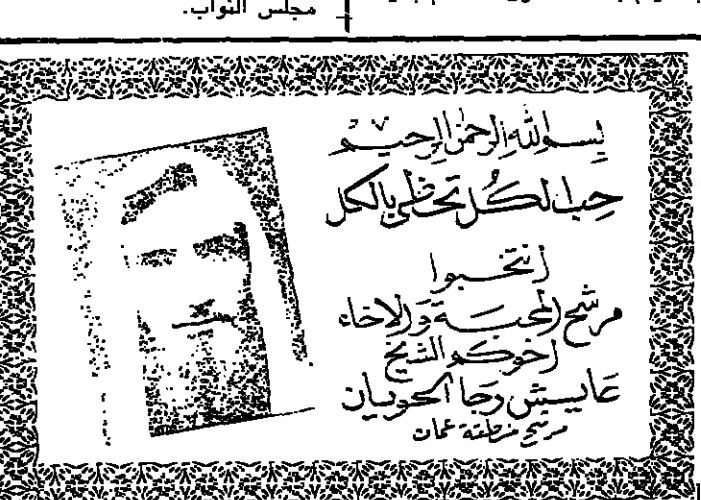 مجلس النواب.
بسم الله الرحمن الرحيم
حب الكل تحظى بالكل
انتخبوا
مرشح المحبة والاخاء
اخوكم الشيخ
عايش رجا الحويان
مرشح منطقة عمان